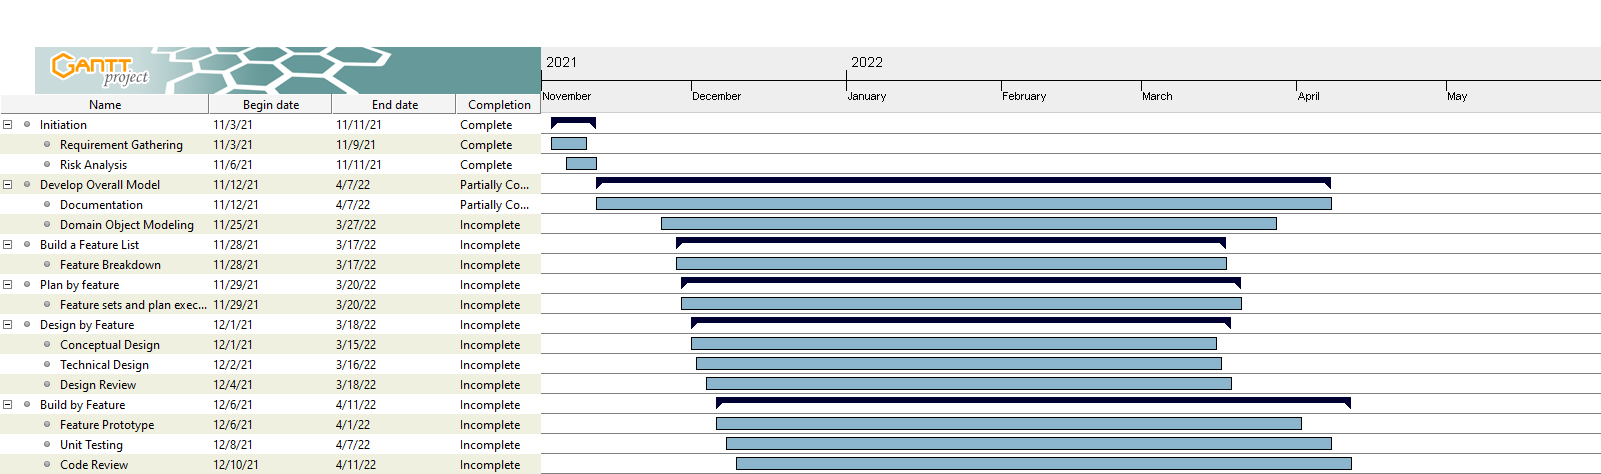 GANTT project
2021 2022
November December January February March April May
Name Begin date End date Completion
Initiation 11/3/21 11/11/21 Complete
Requirement Gathering 11/3/21 11/9/21 Complete
Risk Analysis 11/6/21 11/11/21 Complete
Develop Overall Model 11/12/21 4/7/22 Partially Co...
Documentation 11/12/21 4/7/22 Partially Co...
Domain Object Modeling 11/25/21 3/27/22 Incomplete
Build a Feature List 11/28/21 3/17/22 Incomplete
Feature Breakdown 11/28/21 3/17/22 Incomplete
Plan by feature 11/29/21 3/20/22 Incomplete
Feature sets and plan exec... 11/29/21 3/20/22 Incomplete
Design by Feature 12/1/21 3/18/22 Incomplete
Conceptual Design 12/1/21 3/15/22 Incomplete
Technical Design 12/2/21 3/16/22 Incomplete
Design Review 12/4/21 3/18/22 Incomplete
Build by Feature 12/6/21 4/11/22 Incomplete
Feature Prototype 12/6/21 4/1/22 Incomplete
Unit Testing 12/8/21 4/7/22 Incomplete
Code Review 12/10/21 4/11/22 Incomplete